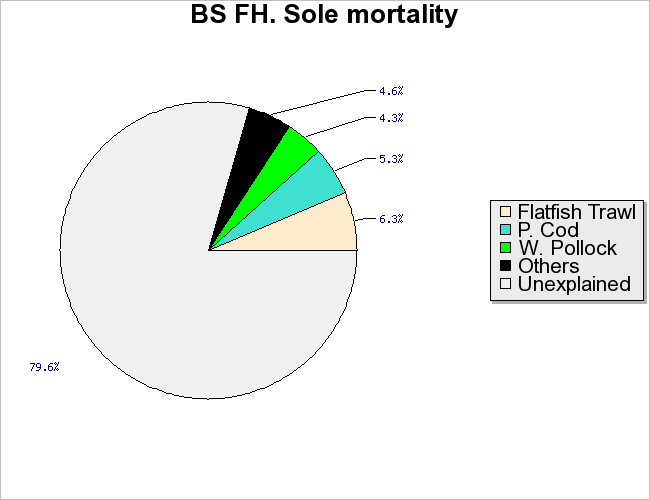 BS FH. Sole mortality
4.6%
4.3%
5.3%
6.3%
79.6%
Flatfish Trawl
P. Cod
W. Pollock
Others
Unexplained